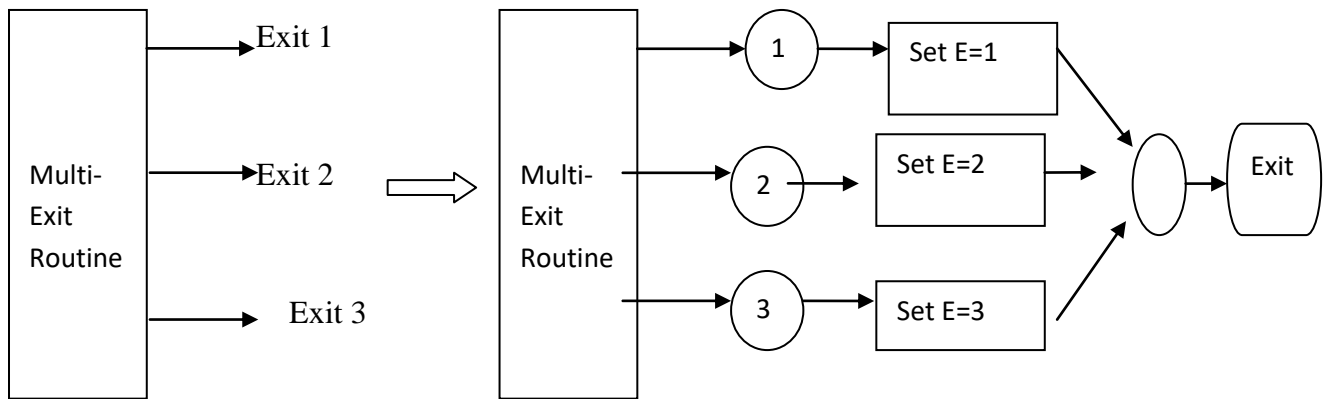 Exit 1
Exit 2
Exit 3
Multi-
Exit
Routine
Multi-
Exit
Routine
1
Set E=1
2
Set E=2
3
Set E=3
Exit